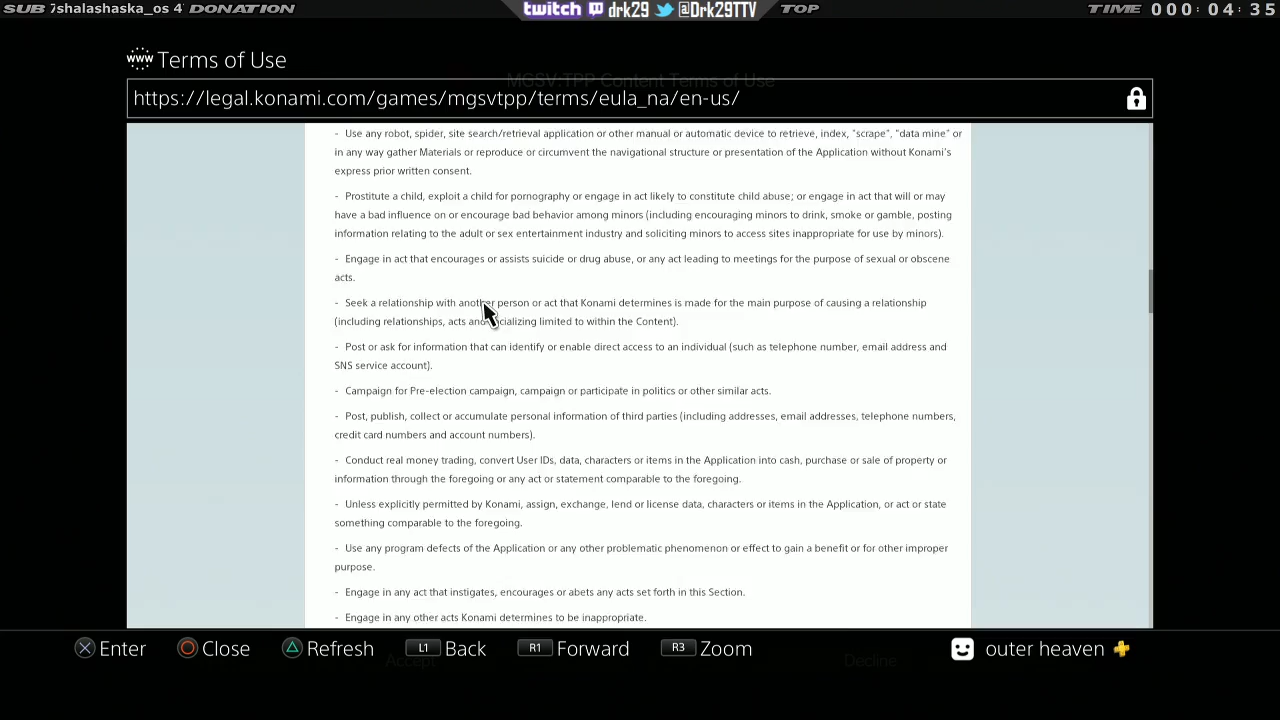 SUB 7shalashaska_os 4 DONATION
twitch drk29 @Drk29TTV TOP
TIME 000:04:35
www Terms of Use
MGSV:TPP Content Terms of Use
https://legal.konami.com/games/mgsvtpp/terms/eula_na/en-us/
- Use any robot, spider, site search/retrieval application or other manual or automatic device to retrieve, index, "scrape", "data mine" or
in any way gather Materials or reproduce or circumvent the navigational structure or presentation of the Application without Konami's
express prior written consent.
- Prostitute a child, exploit a child for pornography or engage in act likely to constitute child abuse; or engage in act that will or may
have a bad influence on or encourage bad behavior among minors (including encouraging minors to drink, smoke or gamble, posting
information relating to the adult or sex entertainment industry and soliciting minors to access sites inappropriate for use by minors).
- Engage in act that encourages or assists suicide or drug abuse, or any act leading to meetings for the purpose of sexual or obscene
acts.
- Seek a relationship with another person or act that Konami determines is made for the main purpose of causing a relationship
(including relationships, acts and socializing limited to within the Content).
- Post or ask for information that can identify or enable direct access to an individual (such as telephone number, email address and
SNS service account).
- Campaign for Pre-election campaign, campaign or participate in politics or other similar acts.
- Post, publish, collect or accumulate personal information of third parties (including addresses, email addresses, telephone numbers,
credit card numbers and account numbers).
- Conduct real money trading, convert User IDs, data, characters or items in the Application into cash, purchase or sale of property or
information through the foregoing or any act or statement comparable to the foregoing.
- Unless explicitly permitted by Konami, assign, exchange, lend or license data, characters or items in the Application, or act or state
something comparable to the foregoing.
- Use any program defects of the Application or any other problematic phenomenon or effect to gain a benefit or for other improper
purpose.
- Engage in any act that instigates, encourages or abets any acts set forth in this Section.
- Engage in any other acts Konami determines to be inappropriate.
Enter Close Refresh L1 Back R1 Forward R3 Zoom outer heaven
Accept Decline